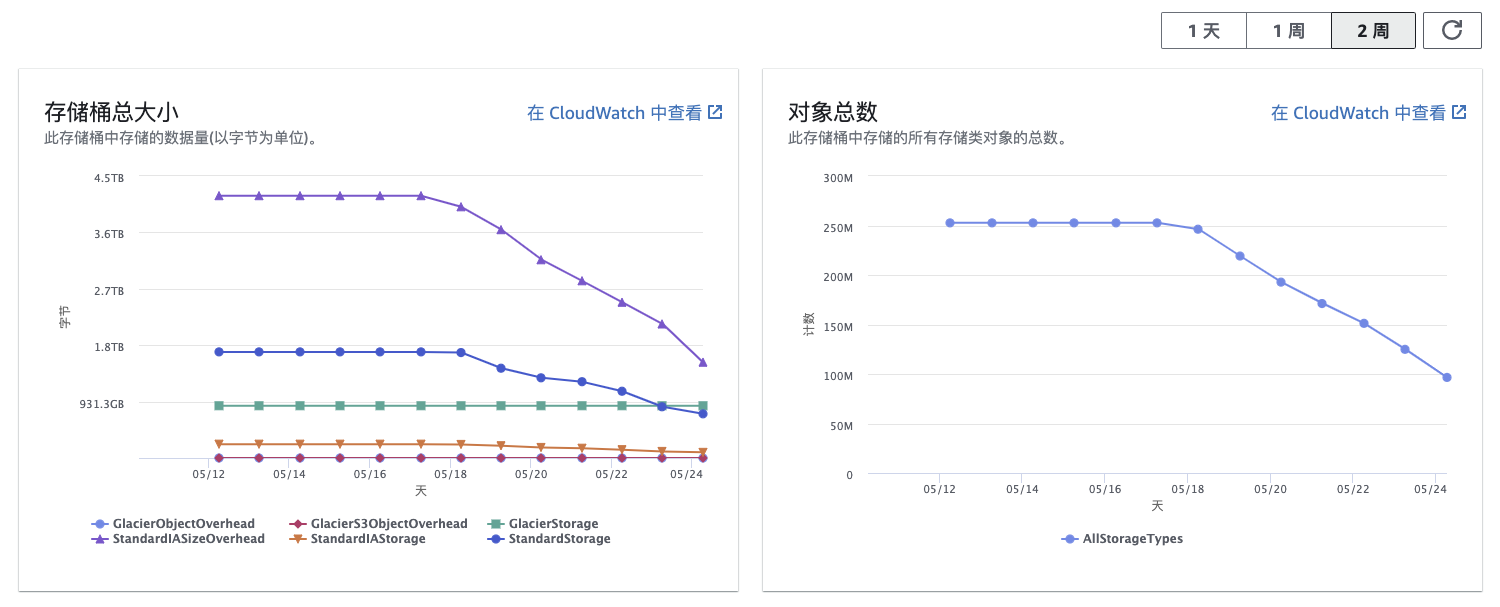 1 天 1 周 2 周
存储桶总大小 在 CloudWatch 中查看
此存储桶中存储的数据量(以字节为单位)。
4.5TB
3.6TB
2.7TB
1.8TB
931.3GB
字节
05/12 05/14 05/16 05/18 05/20 05/22 05/24
天
GlacierObjectOverhead GlacierS3ObjectOverhead GlacierStorage
StandardIASizeOverhead StandardIAStorage StandardStorage
对象总数 在 CloudWatch 中查看
此存储桶中存储的所有存储类对象的总数。
300M
250M
200M
150M
100M
50M
0
计数
05/12 05/14 05/16 05/18 05/20 05/22 05/24
天
AllStorageTypes